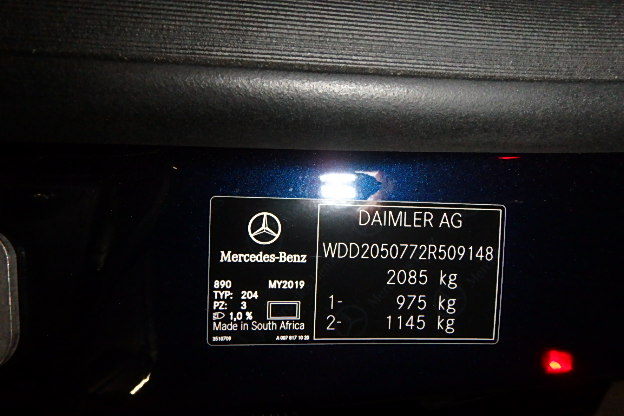 Mercedes-Benz
890 MY2019
TYP: 204
PZ: 3
1,0 %
Made in South Africa
DAIMLER AG
WDD2050772R509148
2085 kg
1- 975 kg
2- 1145 kg